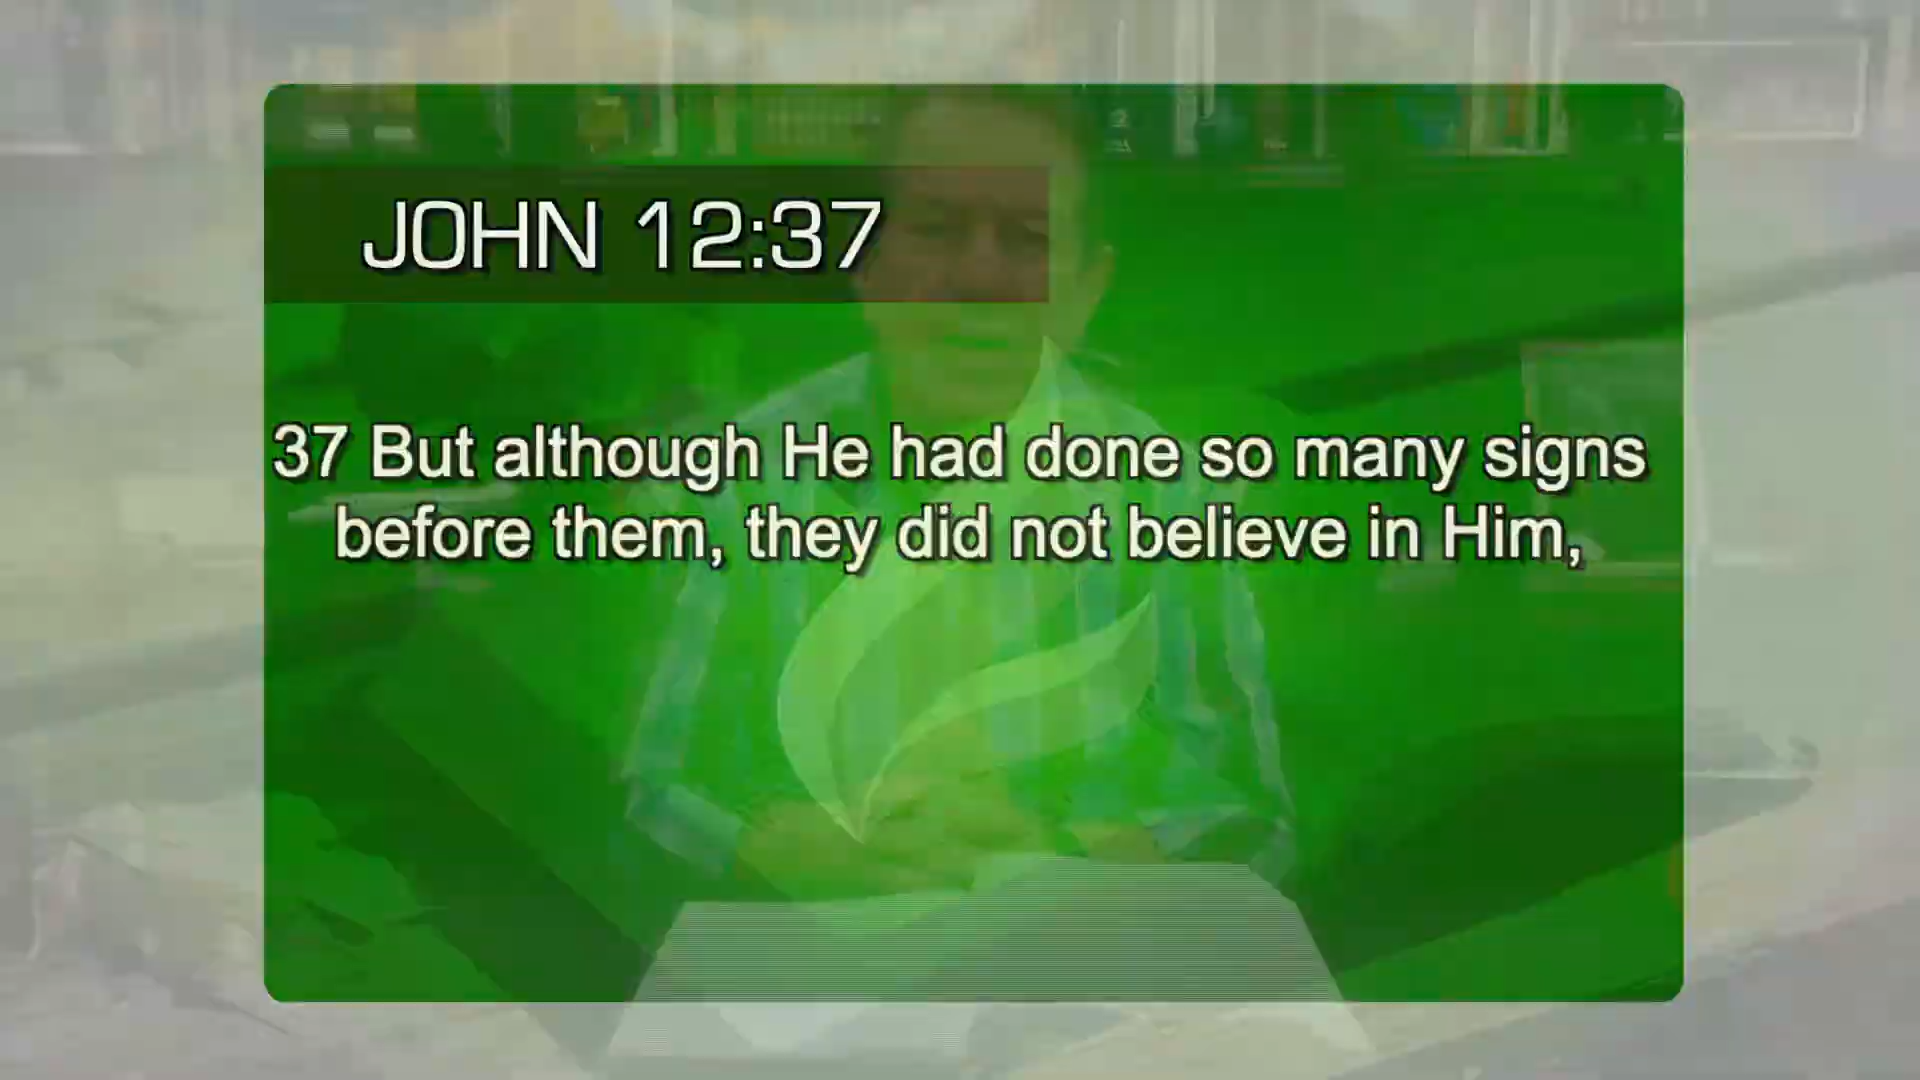 JOHN 12:37
37 But although He had done so many signs
before them, they did not believe in Him,